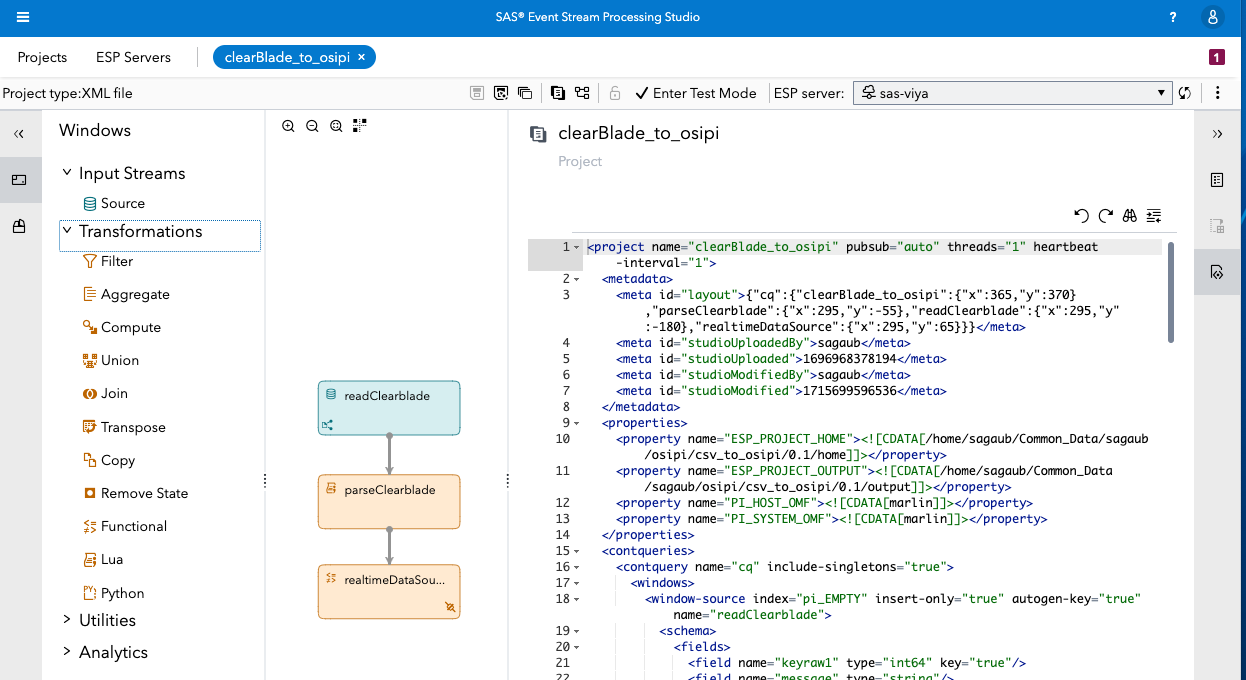 SAS® Event Stream Processing Studio
?
Projects
ESP Servers
clearBlade_to_osipi ×
1
Project type:XML file
Enter Test Mode
ESP server:
sas-viya
Windows
Input Streams
Source
Transformations
Filter
Aggregate
Compute
Union
Join
Transpose
Copy
Remove State
Functional
Lua
Python
Utilities
Analytics
readClearblade
parseClearblade
realtimeDataSou...
clearBlade_to_osipi
Project
1 <project name="clearBlade_to_osipi" pubsub="auto" threads="1" heartbeat
-interval="1">
2 <metadata>
3 <meta id="layout">{"cq":{"clearBlade_to_osipi":{"x":365,"y":370}
,"parseClearblade":{"x":295,"y":-55},"readClearblade":{"x":295,"y"
:-180},"realtimeDataSource":{"x":295,"y":65}}}</meta>
4 <meta id="studioUploadedBy">sagaub</meta>
5 <meta id="studioUploaded">1696968378194</meta>
6 <meta id="studioModifiedBy">sagaub</meta>
7 <meta id="studioModified">1715699596536</meta>
8 </metadata>
9 <properties>
10 <property name="ESP_PROJECT_HOME"><![CDATA[/home/sagaub/Common_Data/sagaub
/osipi/csv_to_osipi/0.1/home]]></property>
11 <property name="ESP_PROJECT_OUTPUT"><![CDATA[/home/sagaub/Common_Data
/sagaub/osipi/csv_to_osipi/0.1/output]]></property>
12 <property name="PI_HOST_OMF"><![CDATA[marlin]]></property>
13 <property name="PI_SYSTEM_OMF"><![CDATA[marlin]]></property>
14 </properties>
15 <contqueries>
16 <contquery name="cq" include-singletons="true">
17 <windows>
18 <window-source index="pi_EMPTY" insert-only="true" autogen-key="true"
name="readClearblade">
19 <schema>
20 <fields>
21 <field name="keyraw1" type="int64" key="true"/>
22 <field name="message" type="string"/>